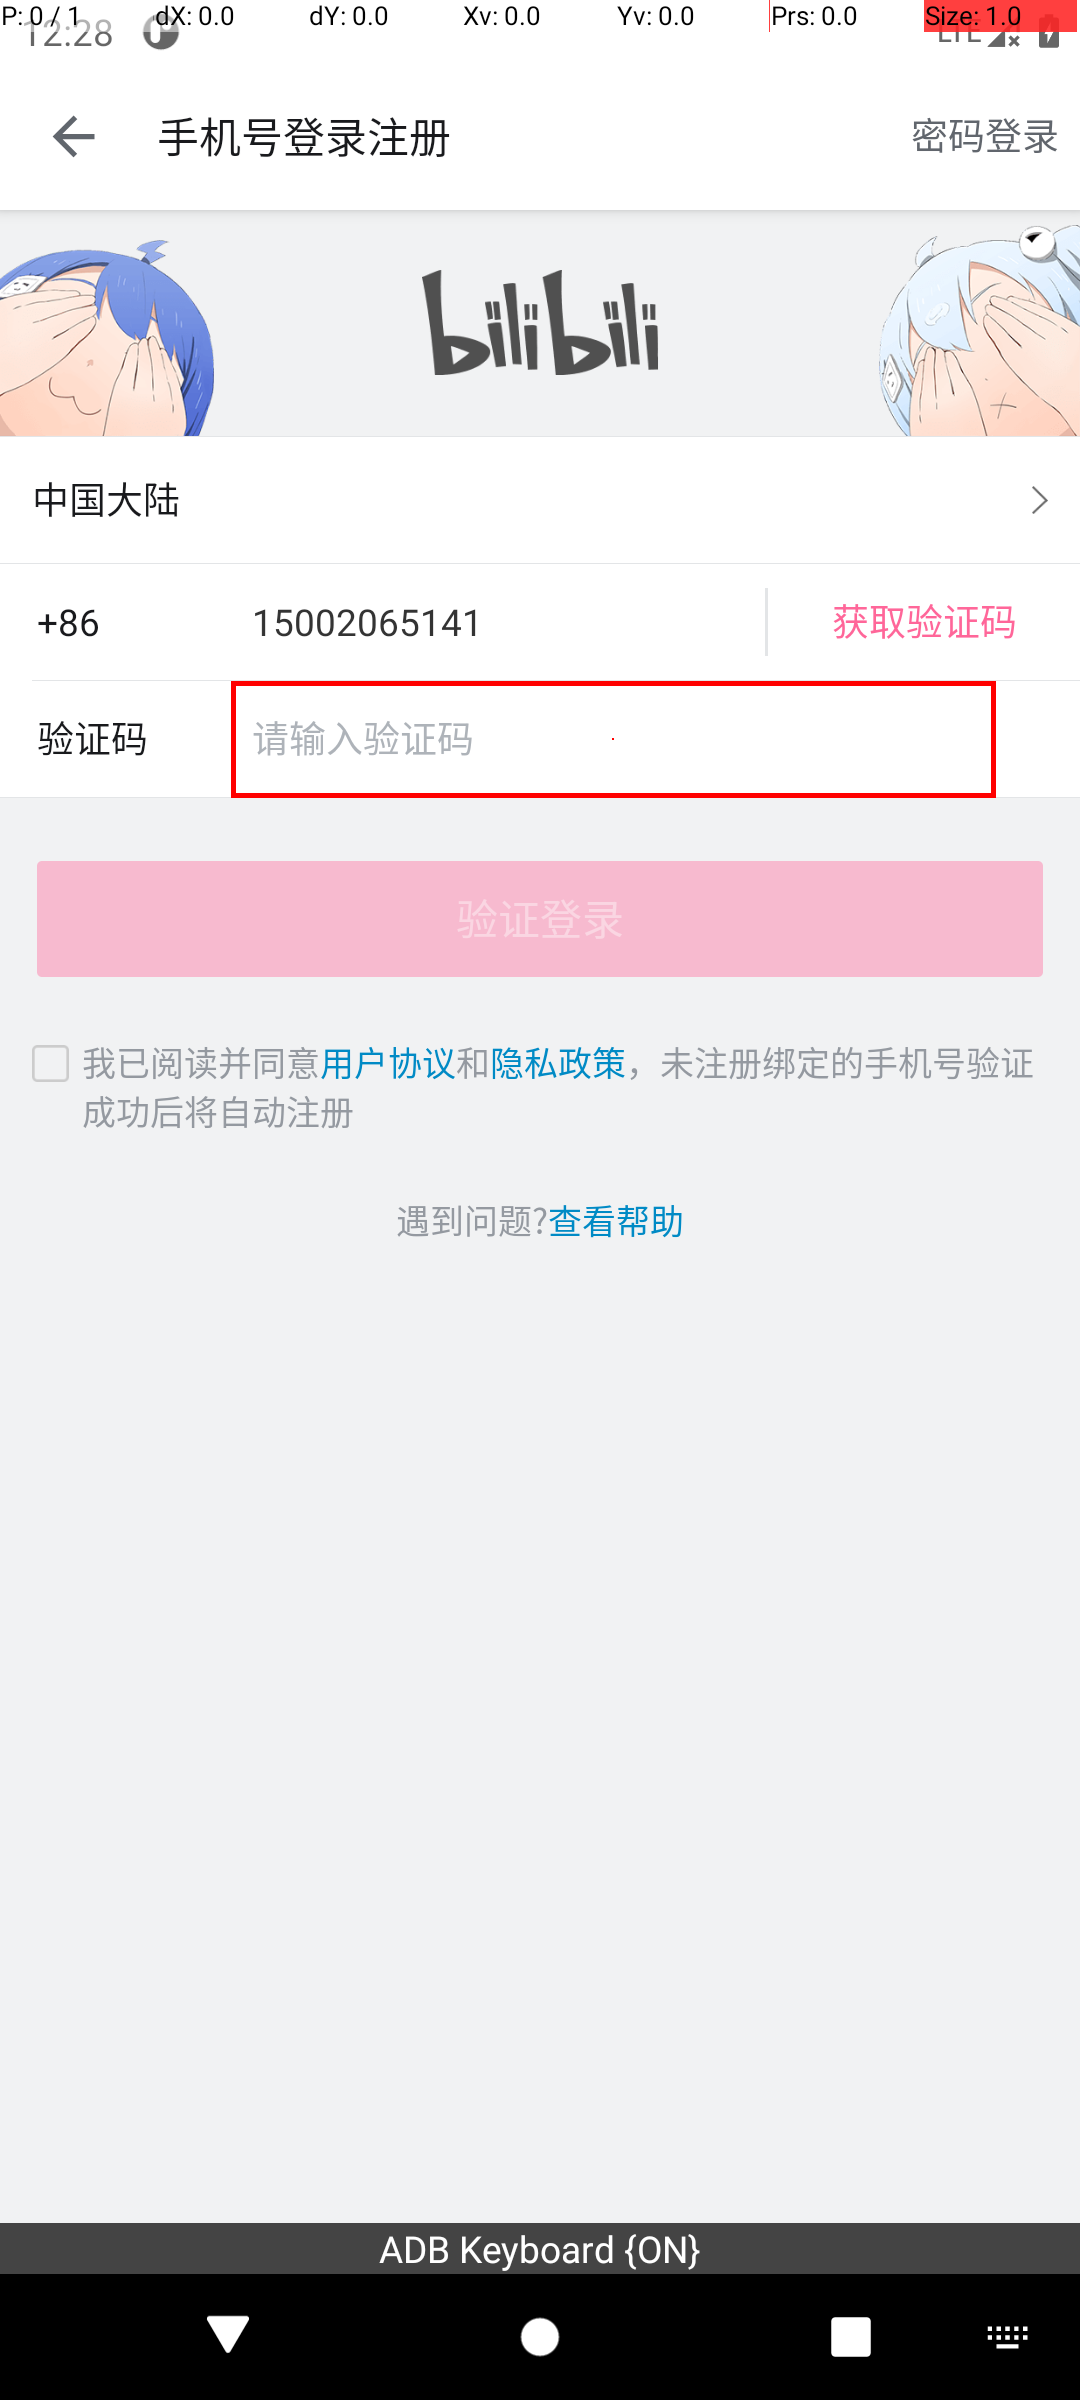 P: 0 / 1 dX: 0.0 dY: 0.0 Xv: 0.0 Yv: 0.0 Prs: 0.0 Size: 1.0
12:28 LTE
手机号登录注册 密码登录
bilibili
中国大陆
+86 15002065141 获取验证码
验证码 请输入验证码
验证登录
我已阅读并同意用户协议和隐私政策，未注册绑定的手机号验证
成功后将自动注册
遇到问题?查看帮助
ADB Keyboard {ON}